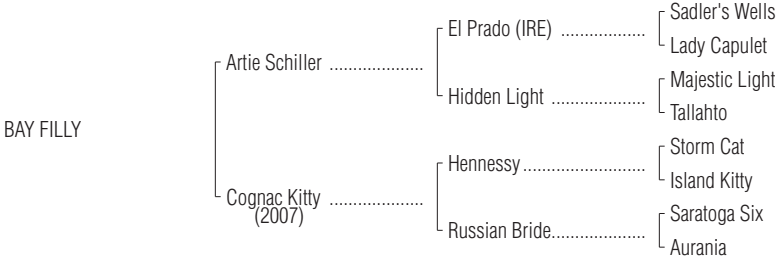 Sadler's Wells
El Prado (IRE) ...................
Lady Capulet
Artie Schiller ....................
Majestic Light
Hidden Light ....................
Tallahto
BAY FILLY
Storm Cat
Hennessy..........................
Island Kitty
Cognac Kitty ....................
(2007)
Saratoga Six
Russian Bride....................
Aurania